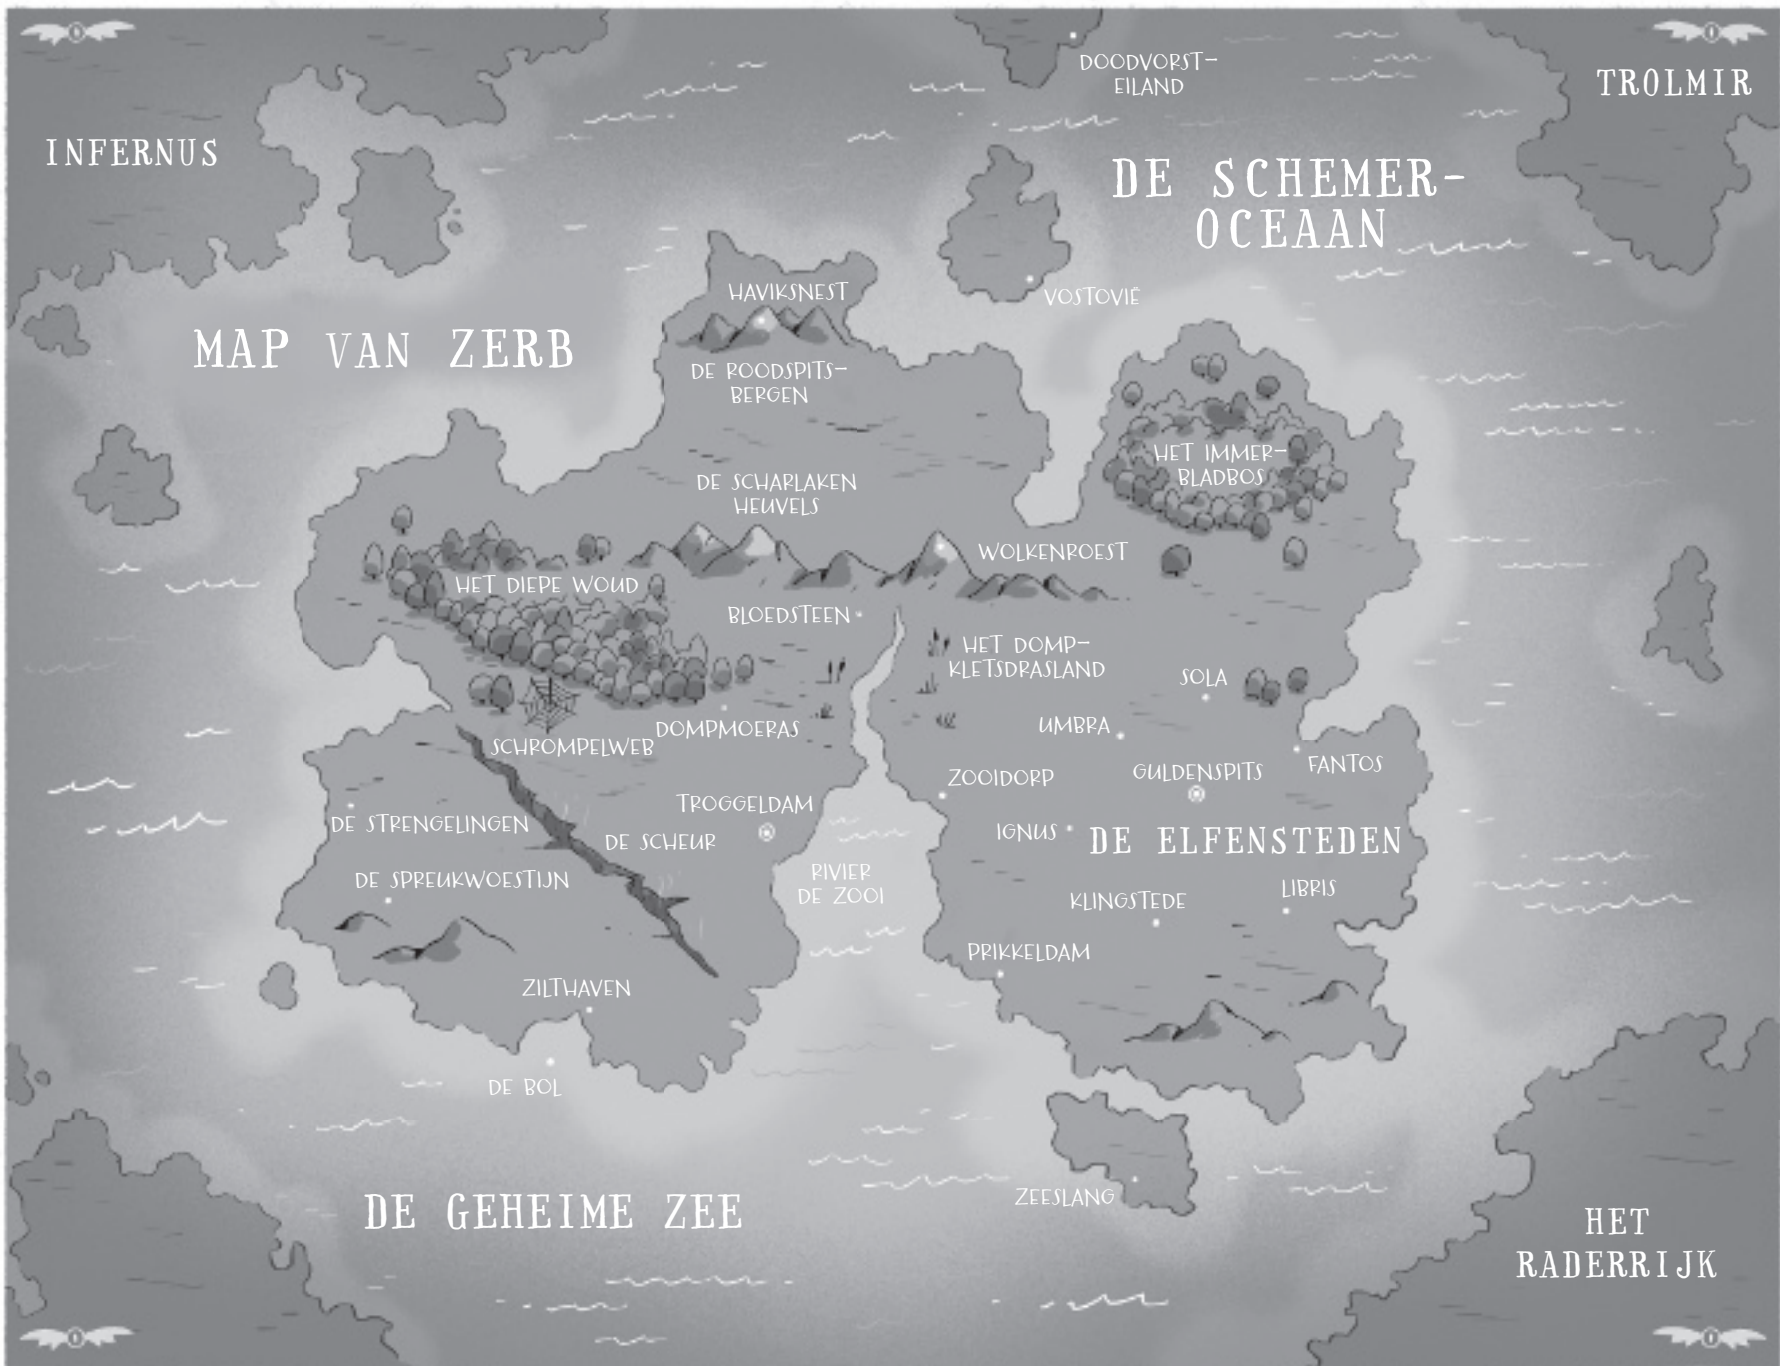 DOODVORST-
EILAND
TROLMIR
INFERNUS
DE SCHEMER-
OCEAAN
HAVIKSNEST
VOSTOVIË
MAP VAN ZERB
DE ROODSPITS-
BERGEN
HET IMMER-
BLADBOS
DE SCHARLAKEN
HEUVELS
WOLKENROEST
HET DIEPE WOUD
BLOEDSTEEN
HET DOMP-
KLETSDRASLAND
SOLA
DOMPMOERAS
UMBRA
SCHROMPELWEB
FANTOS
ZOOIDORP
GULDENSPITS
TROGGELDAM
DE STRENGELINGEN
IGNUS
DE ELFENSTEDEN
DE SCHEUR
RIVIER
DE ZOOI
DE SPREUKWOESTIJN
LIBRIS
KLINGSTEDE
PRIKKELDAM
ZILTHAVEN
DE BOL
ZEESLANG
DE GEHEIME ZEE
HET
RADERRIJK